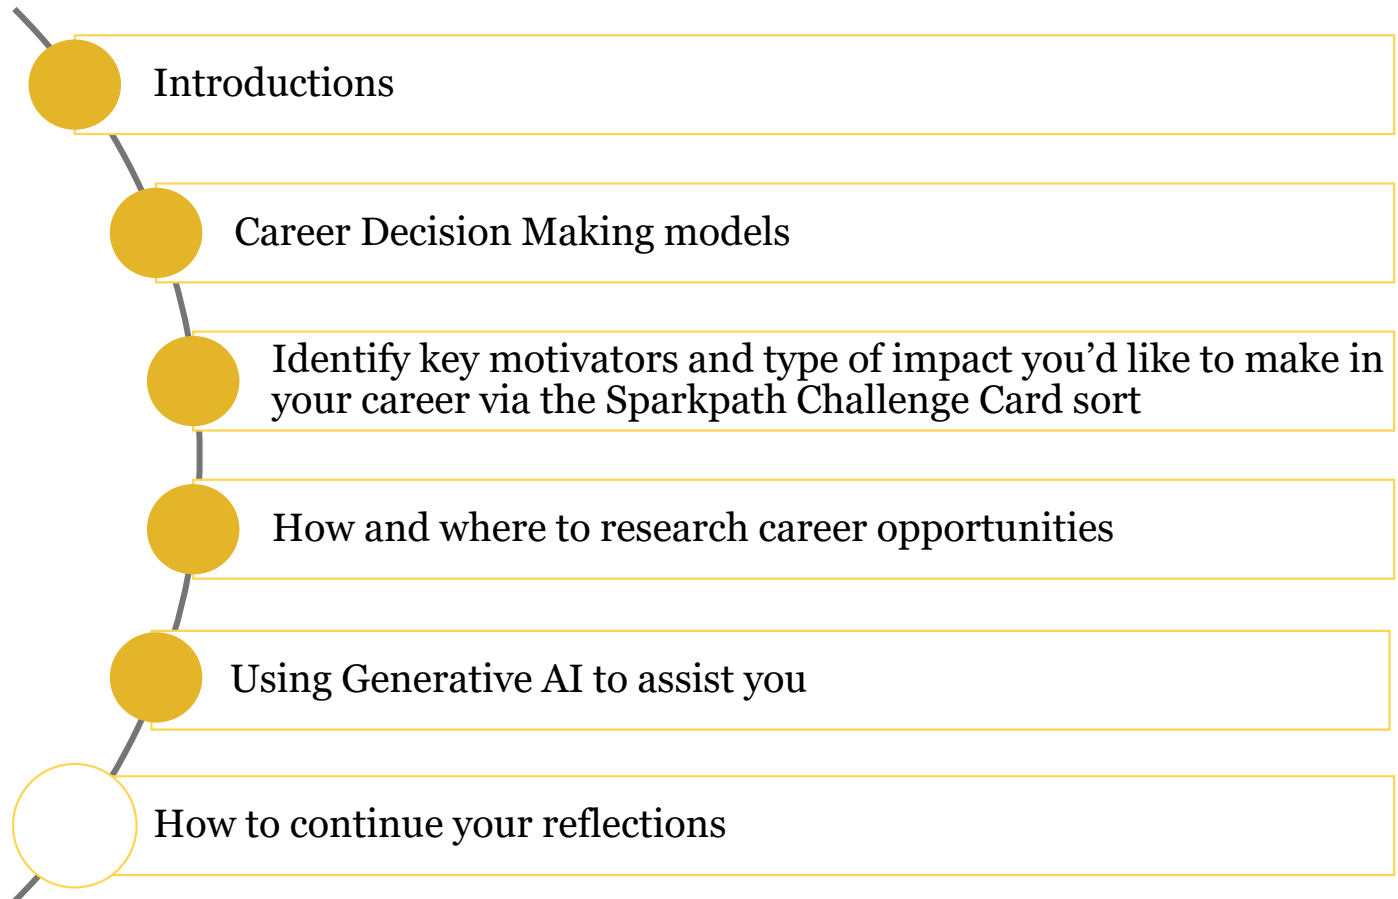 Introductions
Career Decision Making models
Identify key motivators and type of impact you’d like to make in
your career via the Sparkpath Challenge Card sort
How and where to research career opportunities
Using Generative AI to assist you
How to continue your reflections